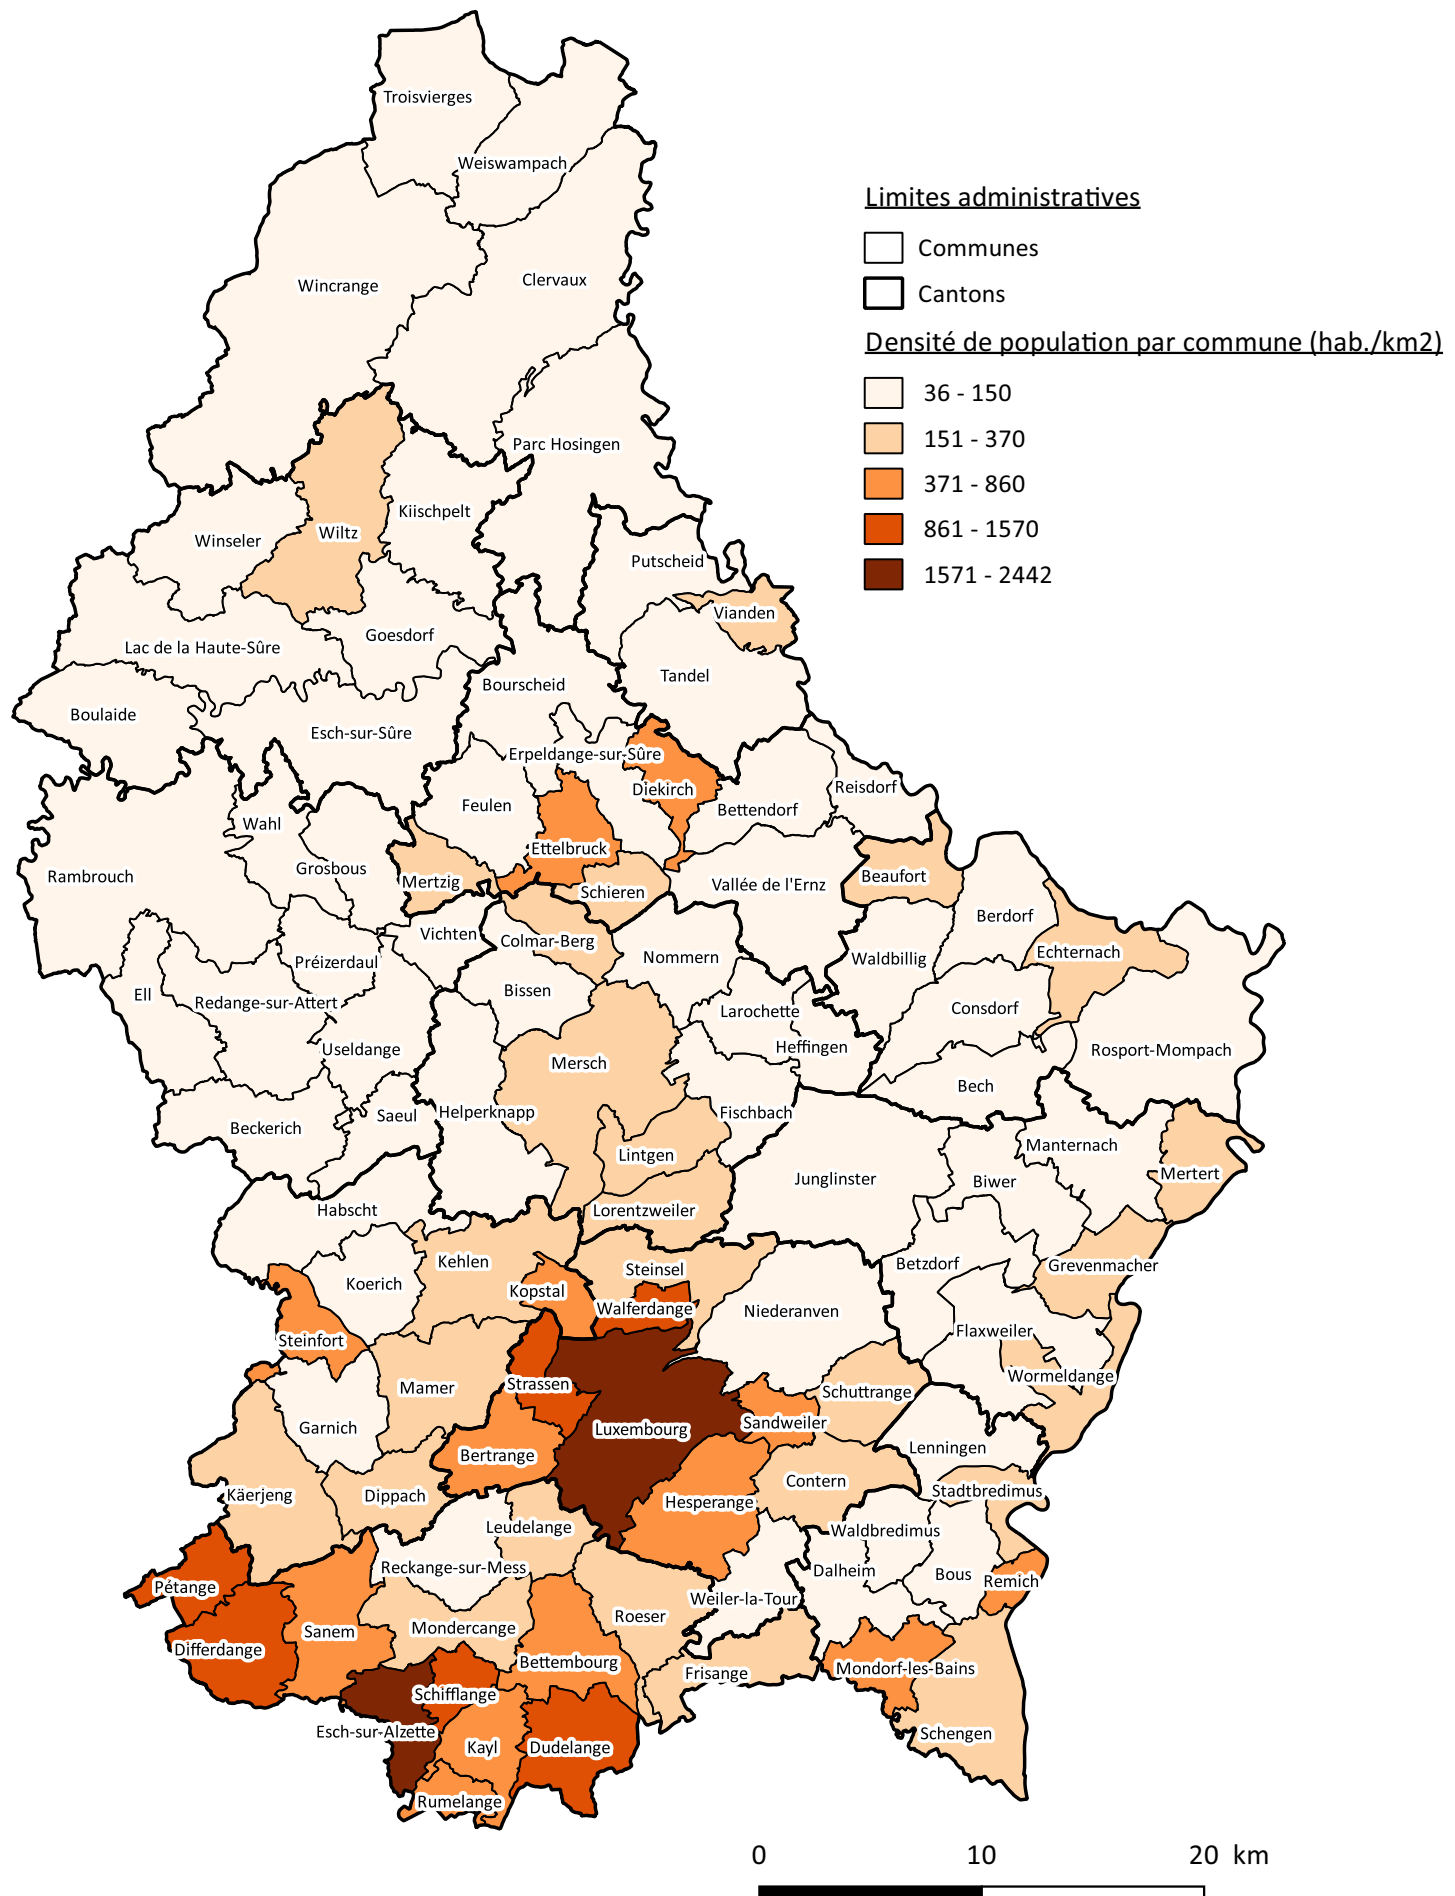 Troisvierges
Weiswampach
Limites administratives
Communes
Wincrange
Clervaux
Cantons
Densité de population par commune (hab./km2)
36 - 150
151 - 370
Parc Hosingen
371 - 860
Kiischpelt
861 - 1570
Wiltz
Winseler
Putscheid
1571 - 2442
Vianden
Goesdorf
Lac de la Haute-Sûre
Tandel
Bourscheid
Boulaide
Esch-sur-Sûre
Erpeldange-sur-Sûre
Reisdorf
Diekirch
Feulen
Bettendorf
Wahl
Ettelbruck
Grosbous
Rambrouch
Beaufort
Mertzig
Vallée de l'Ernz
Schieren
Berdorf
Vichten
Colmar-Berg
Echternach
Nommern
Waldbillig
Préizerdaul
Bissen
Ell
Redange-sur-Attert
Consdorf
Larochette
Heffingen
Useldange
Rosport-Mompach
Mersch
Bech
Helperknapp
Fischbach
Saeul
Beckerich
Manternach
Lintgen
Mertert
Junglinster
Biwer
Habscht
Lorentzweiler
Kehlen
Betzdorf
Grevenmacher
Steinsel
Koerich
Kopstal
Walferdange
Niederanven
Flaxweiler
Steinfort
Wormeldange
Strassen
Mamer
Schuttrange
Sandweiler
Garnich
Luxembourg
Lenningen
Bertrange
Contern
Stadtbredimus
Käerjeng
Dippach
Hesperange
Leudelange
Waldbredimus
Reckange-sur-Mess
Dalheim
Bous
Remich
Pétange
Weiler-la-Tour
Roeser
Mondercange
Sanem
Differdange
Bettembourg
Frisange
Mondorf-les-Bains
Schifflange
Esch-sur-Alzette
Schengen
Kayl
Dudelange
Rumelange
0 10 20 km